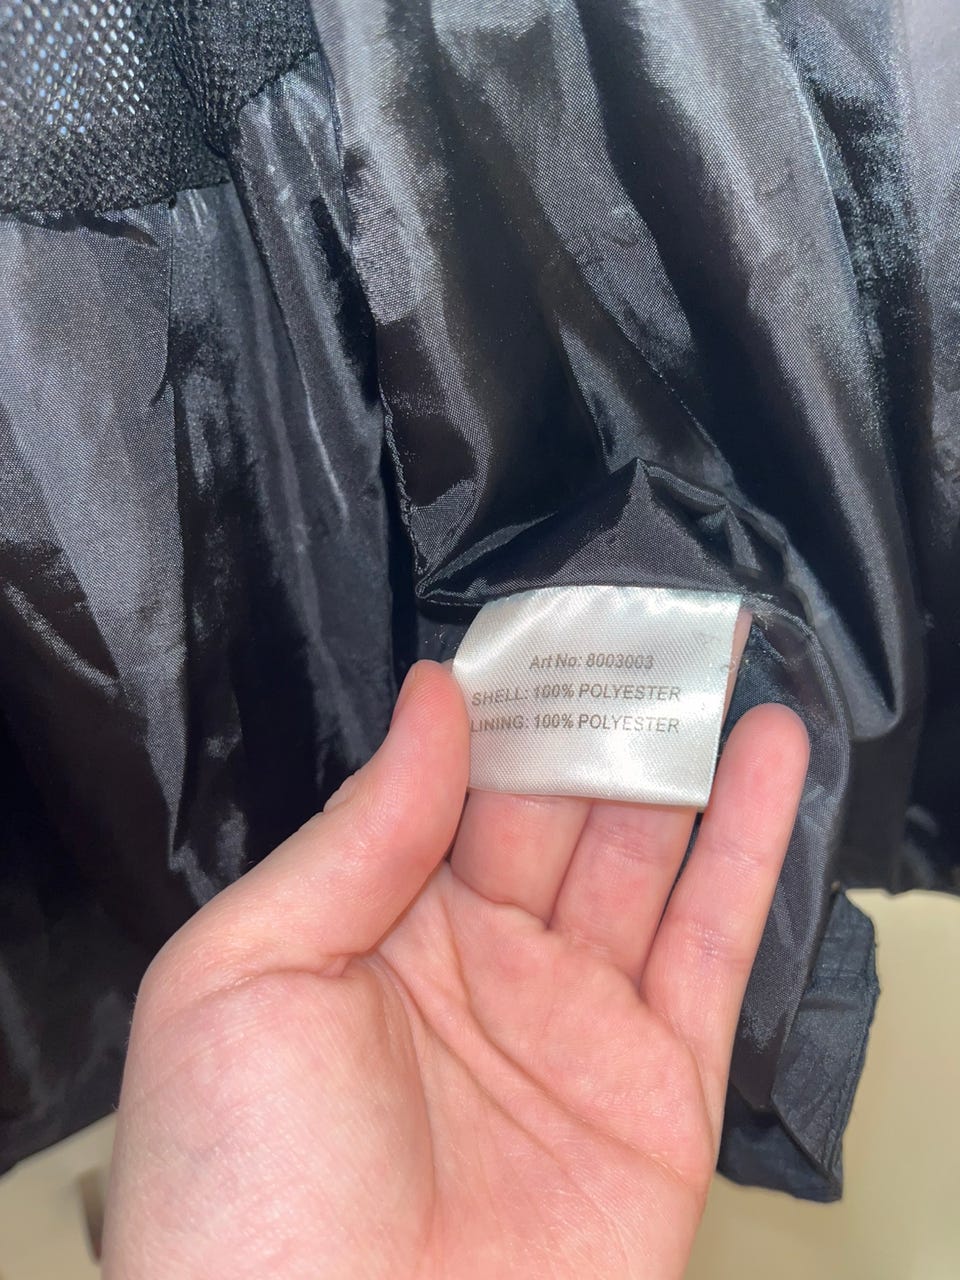 Art No: 8003003
SHELL: 100% POLYESTER
LINING: 100% POLYESTER